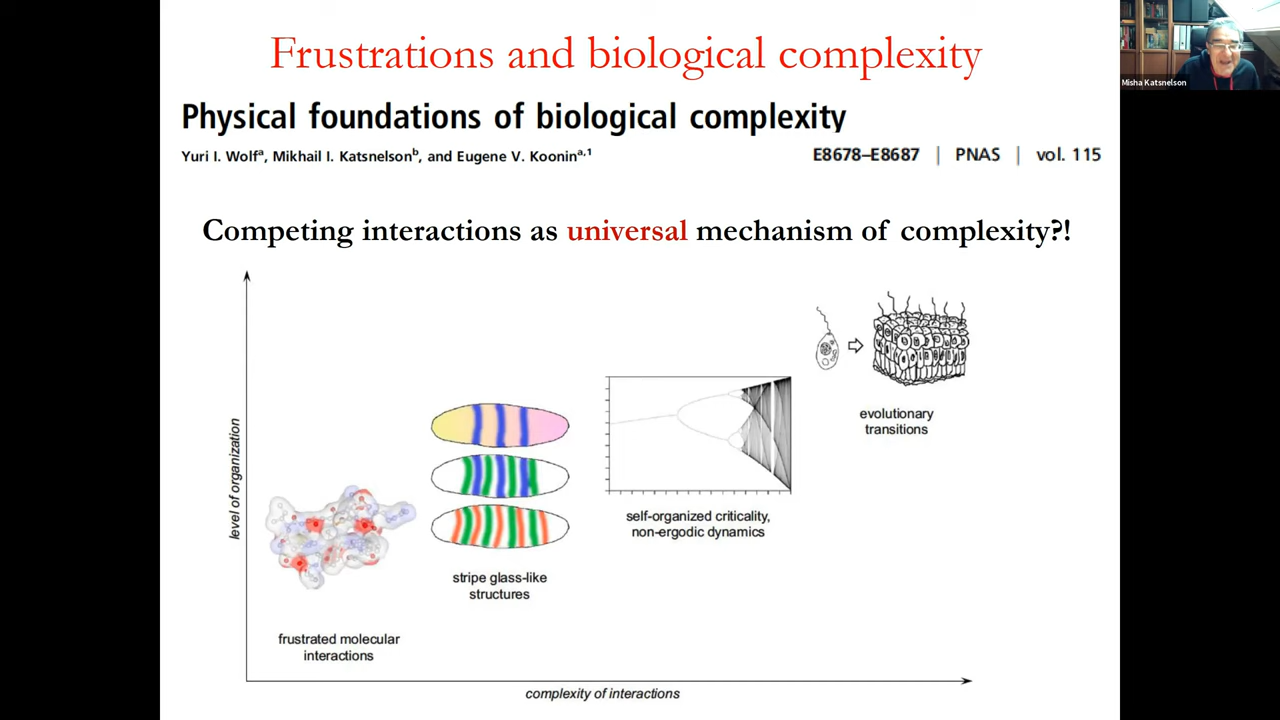 Frustrations and biological complexity
Physical foundations of biological complexity
Yuri I. Wolfᵃ, Mikhail I. Katsnelsonᵇ, and Eugene V. Kooninᵃ,¹
E8678–E8687 | PNAS | vol. 115
Competing interactions as universal mechanism of complexity?!
level of organization
evolutionary
transitions
self-organized criticality,
non-ergodic dynamics
stripe glass-like
structures
frustrated molecular
interactions
complexity of interactions
Misha Katsnelson